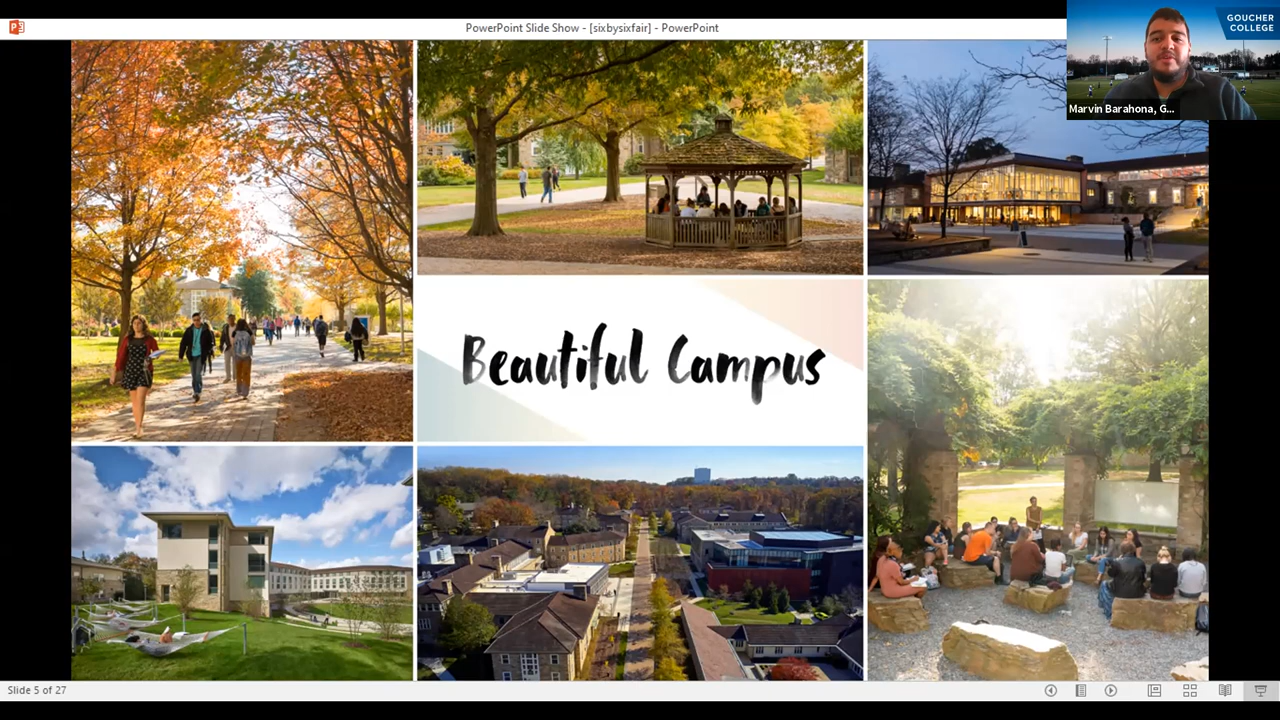 PowerPoint Slide Show - [sixbysixfair] - PowerPoint
GOUCHER
COLLEGE
Marvin Barahona, G...
Beautiful Campus
Slide 5 of 27